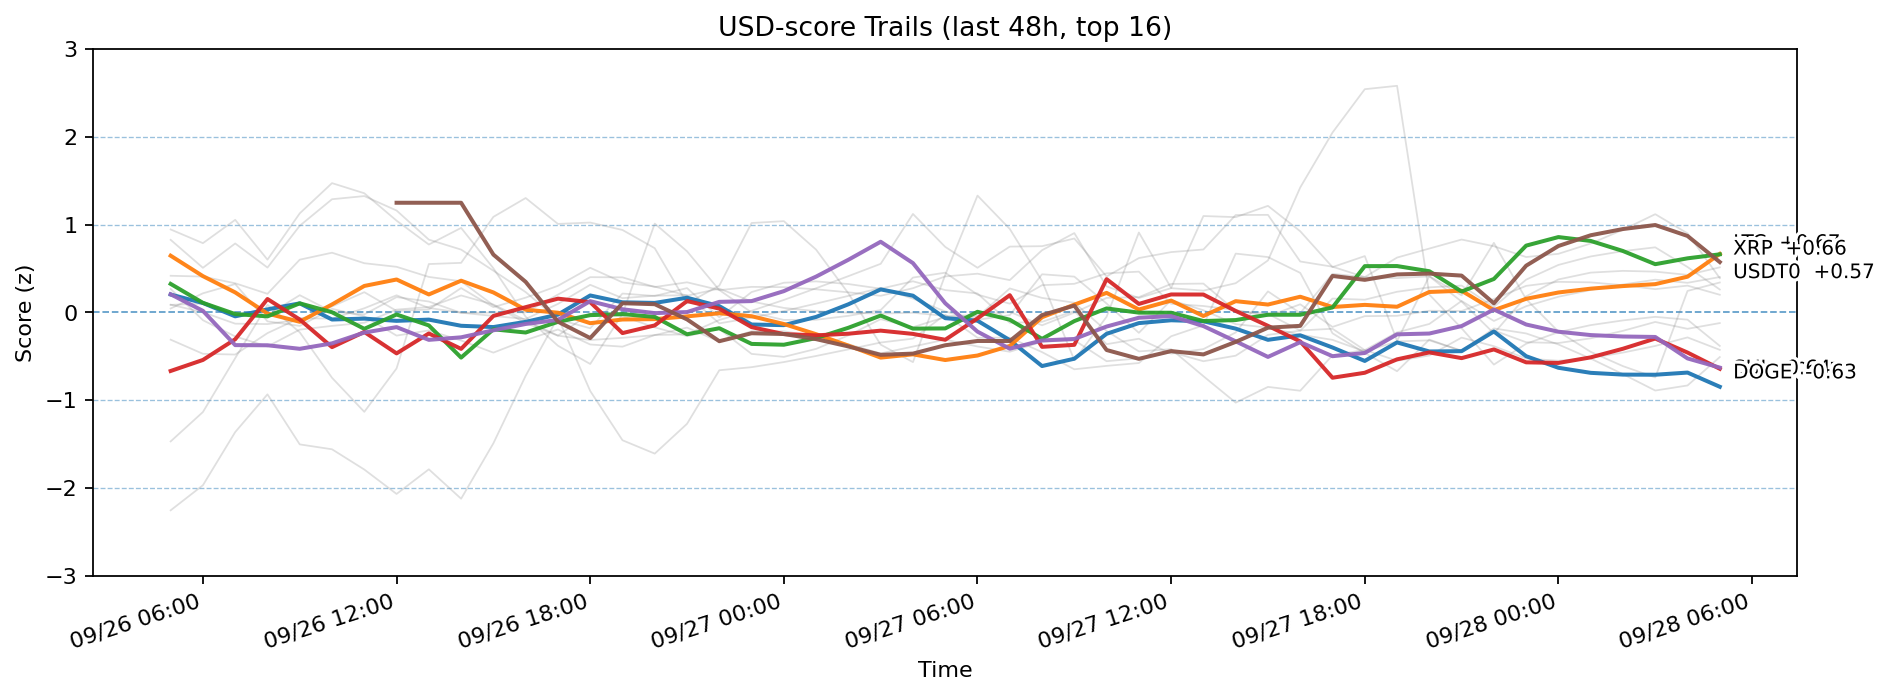 USD-score Trails (last 48h, top 16)
Score (z)
3
2
1
0
−1
−2
−3
XRP +0.66
USDT0 +0.57
DOGE -0.63
09/26 06:00
09/26 12:00
09/26 18:00
09/27 00:00
09/27 06:00
09/27 12:00
09/27 18:00
09/28 00:00
09/28 06:00
Time